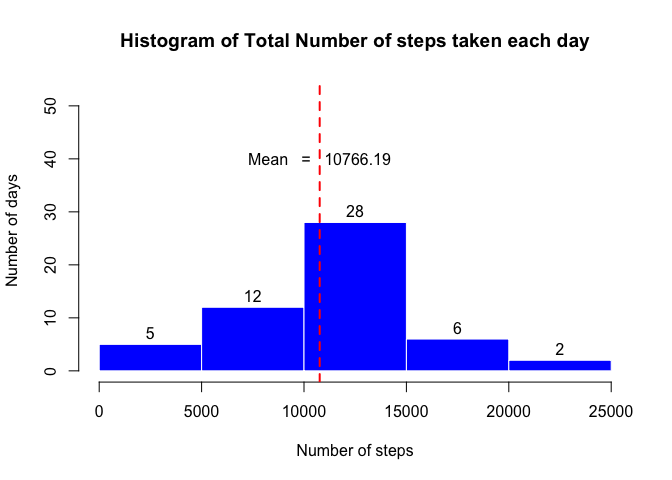 Histogram of Total Number of steps taken each day
Number of days
50
40
30
20
10
0
Mean = 10766.19
5
12
28
6
2
0 5000 10000 15000 20000 25000
Number of steps